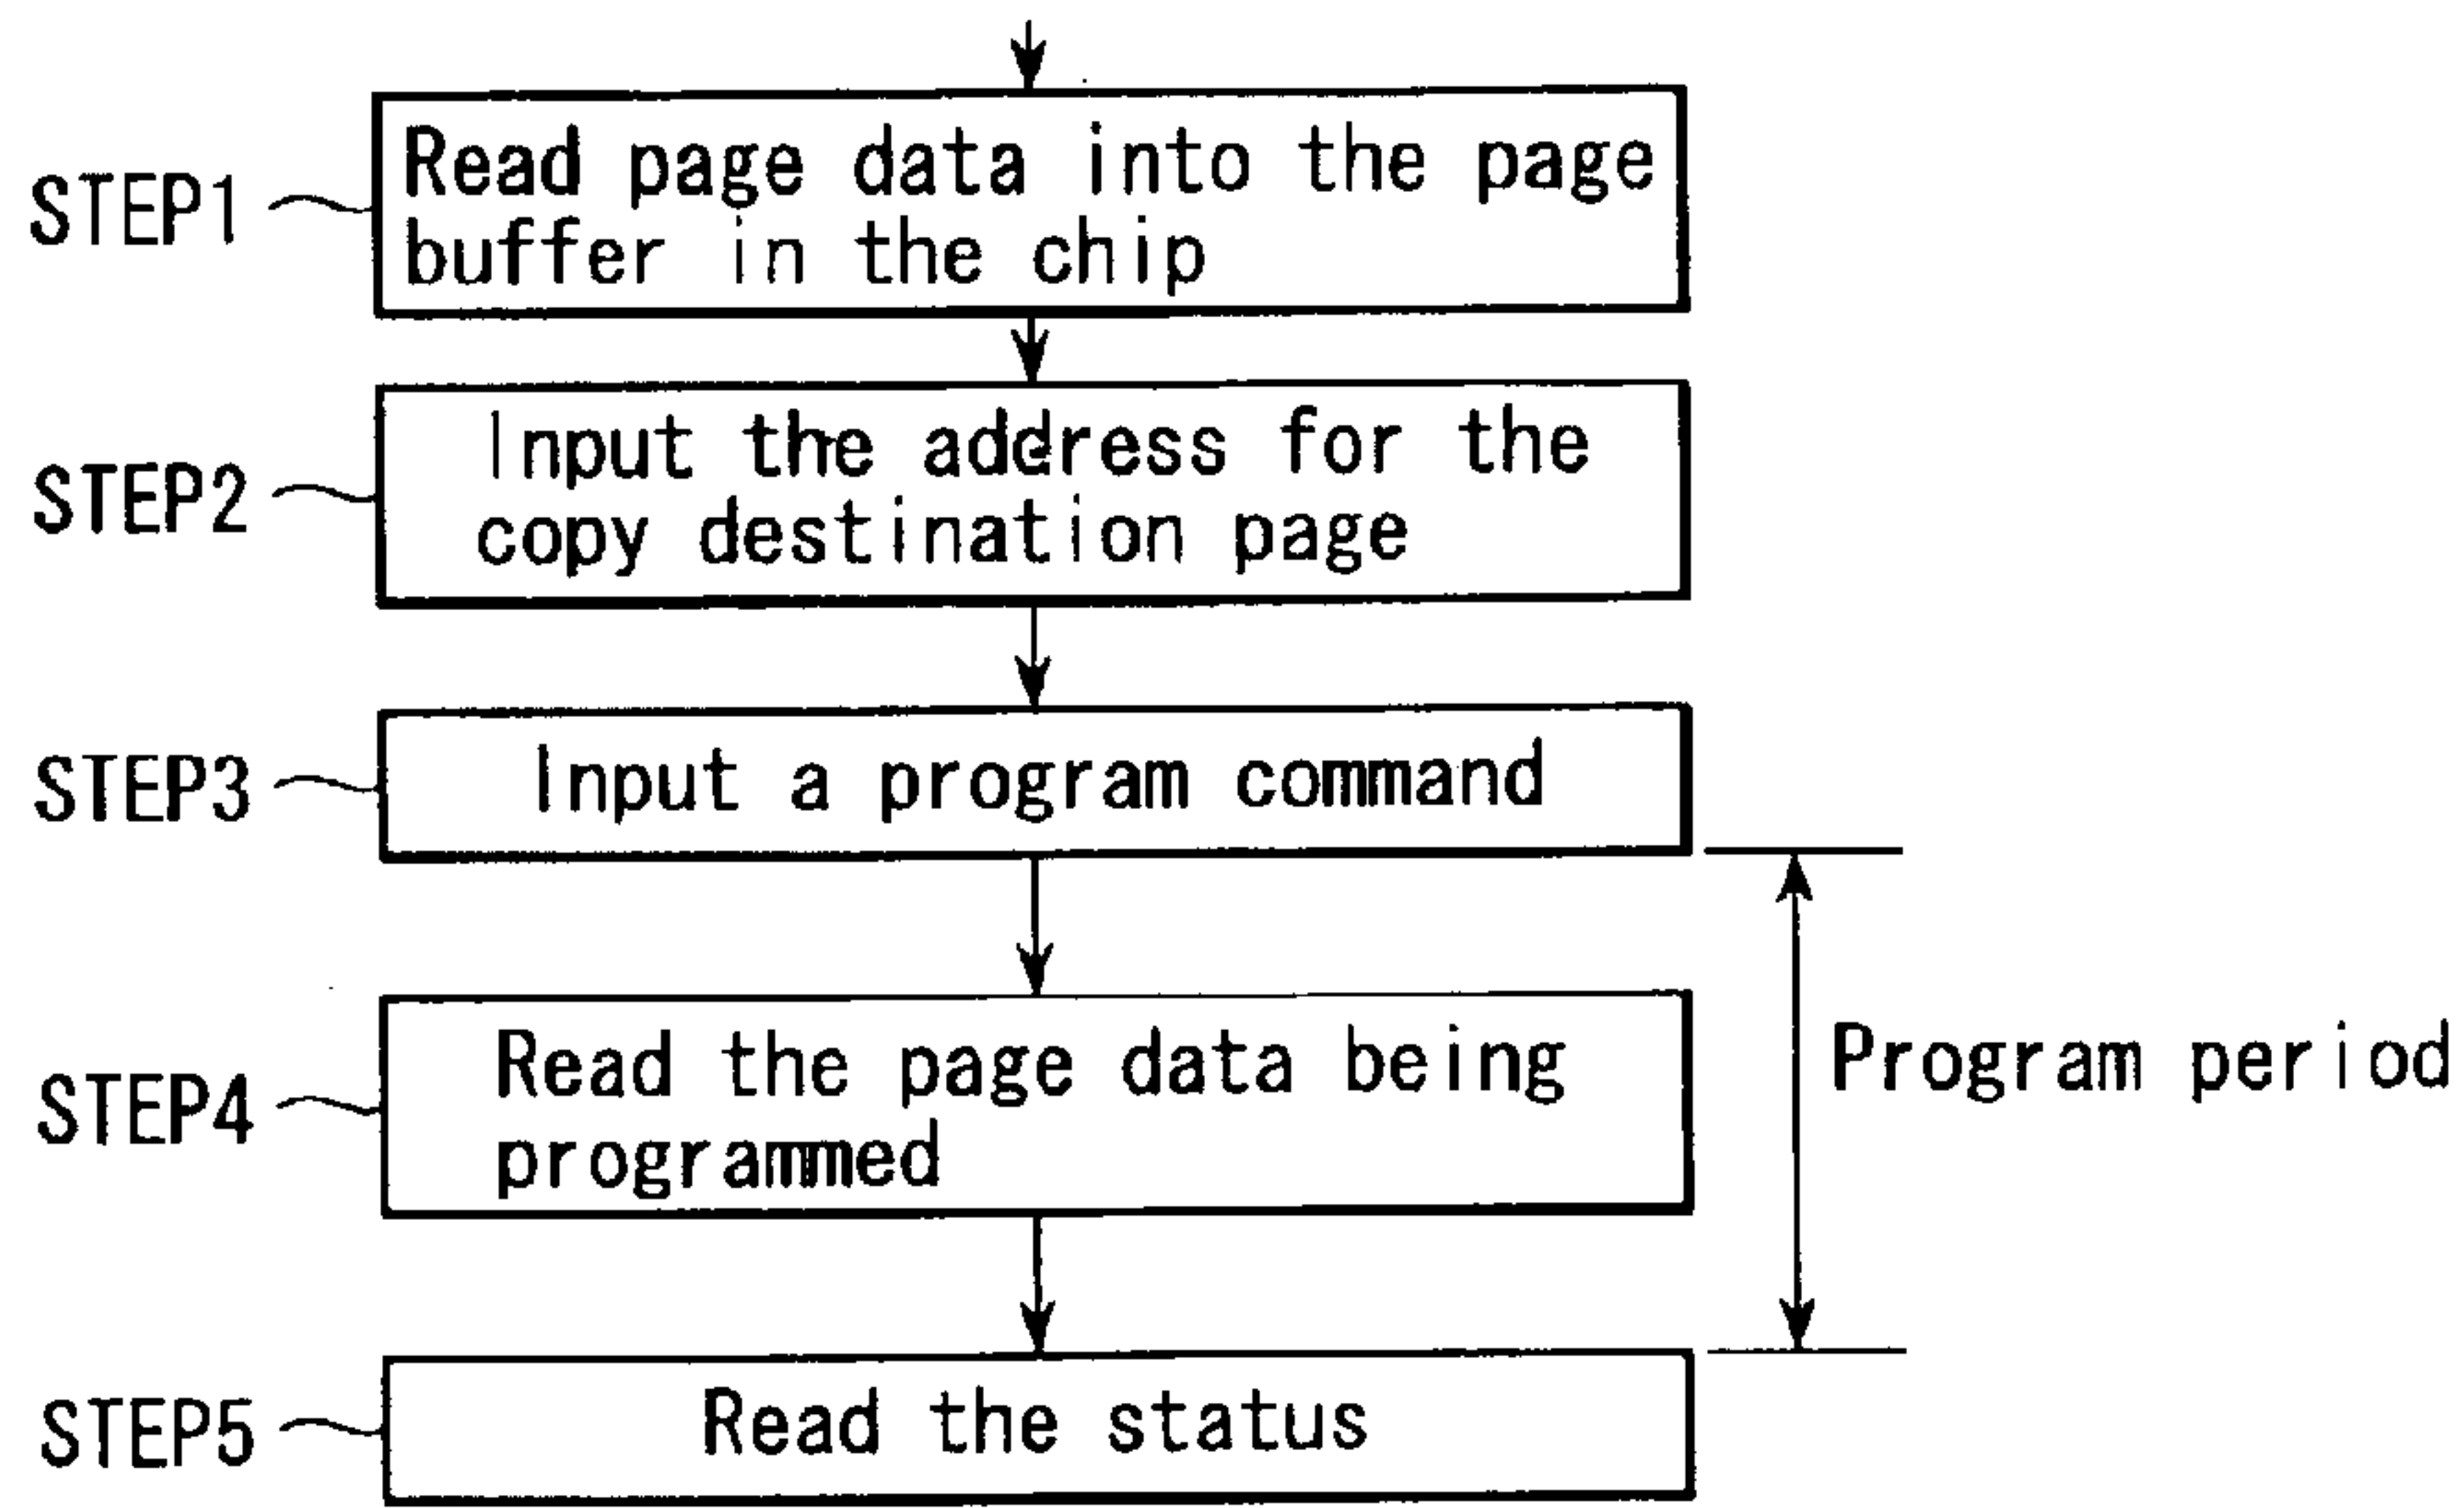 STEP1
Read page data into the page
buffer in the chip
STEP2
Input the address for the
copy destination page
STEP3
Input a program command
STEP4
Read the page data being
programmed
Program period
STEP5
Read the status